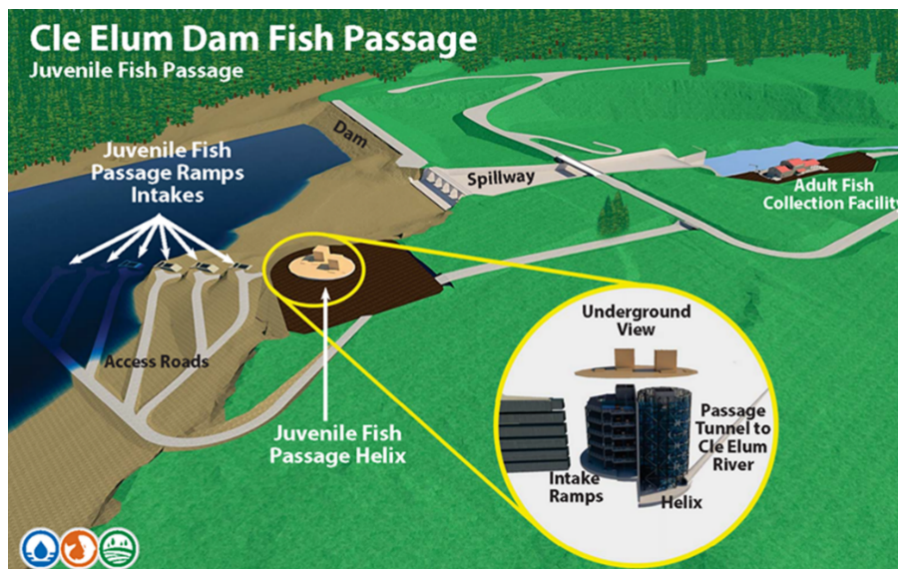 Cle Elum Dam Fish Passage
Juvenile Fish Passage
Dam
Juvenile Fish
Passage Ramps
Intakes
Spillway
Adult Fish
Collection Facility
Underground
View
Access Roads
Passage
Tunnel to
Cle Elum
River
Juvenile Fish
Passage Helix
Intake
Ramps
Helix